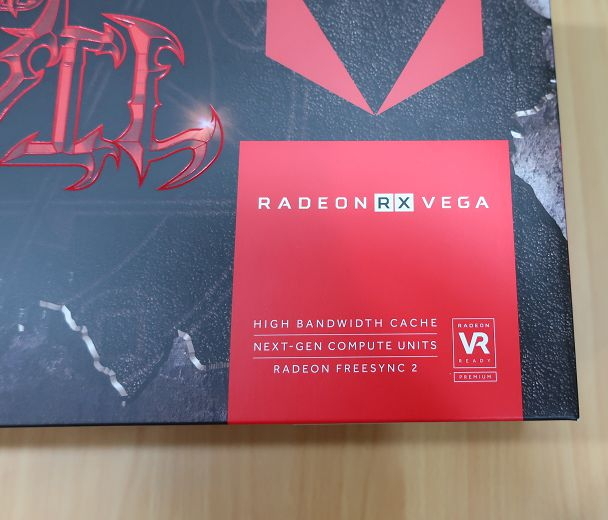 RADEON RX VEGA
HIGH BANDWIDTH CACHE
NEXT-GEN COMPUTE UNITS
RADEON FREESYNC 2
RADEON
VR
READY
PREMIUM